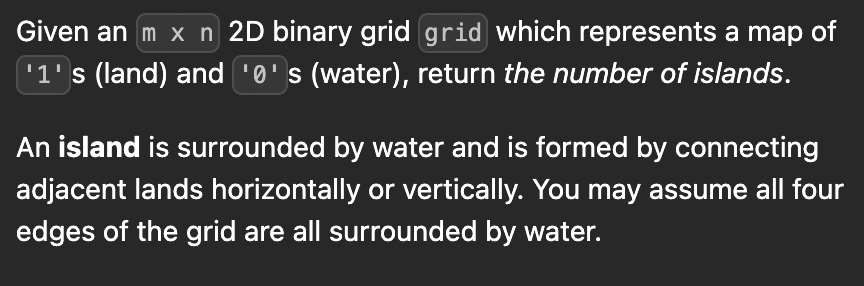 Given an m x n 2D binary grid grid which represents a map of
'1's (land) and '0's (water), return the number of islands.
An island is surrounded by water and is formed by connecting
adjacent lands horizontally or vertically. You may assume all four
edges of the grid are all surrounded by water.